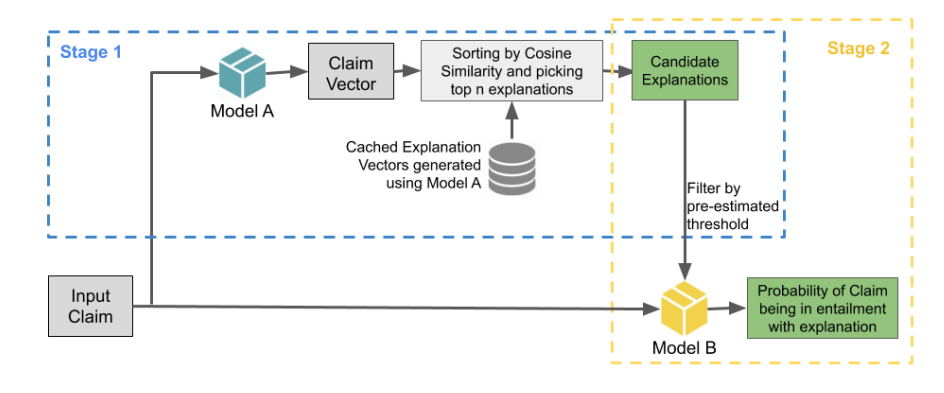 Stage 1
Stage 2
Model A
Claim
Vector
Sorting by Cosine
Similarity and picking
top n explanations
Candidate
Explanations
Cached Explanation
Vectors generated
using Model A
Filter by
pre-estimated
threshold
Input
Claim
Model B
Probability of Claim
being in entailment
with explanation